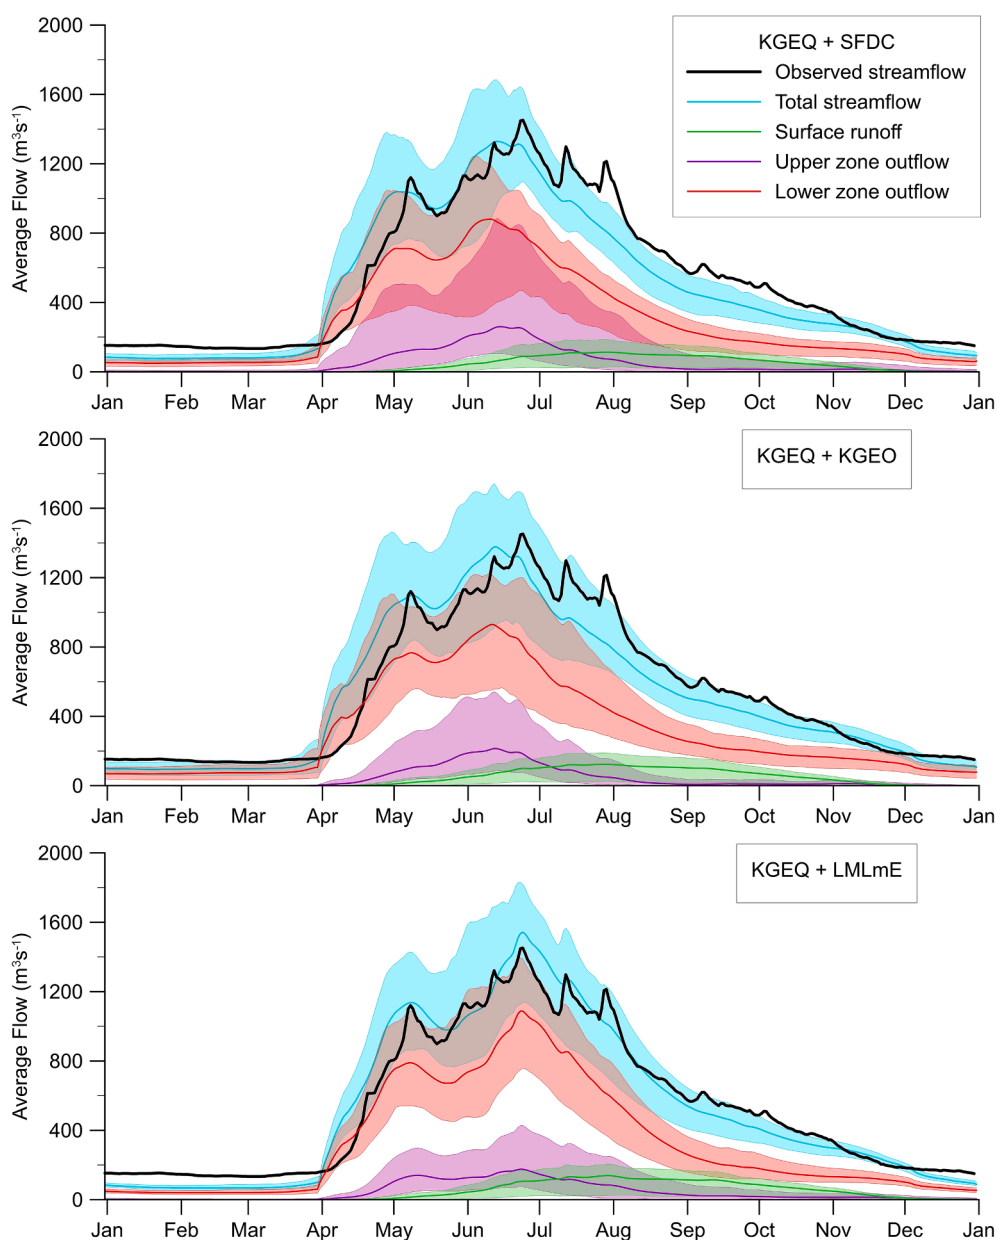 2000
1600
1200
800
400
0
Average Flow (m³s⁻¹)
KGEQ + SFDC
Observed streamflow
Total streamflow
Surface runoff
Upper zone outflow
Lower zone outflow
Jan Feb Mar Apr May Jun Jul Aug Sep Oct Nov Dec Jan
2000
1600
1200
800
400
0
Average Flow (m³s⁻¹)
KGEQ + KGEO
Jan Feb Mar Apr May Jun Jul Aug Sep Oct Nov Dec Jan
2000
1600
1200
800
400
0
Average Flow (m³s⁻¹)
KGEQ + LMLmE
Jan Feb Mar Apr May Jun Jul Aug Sep Oct Nov Dec Jan